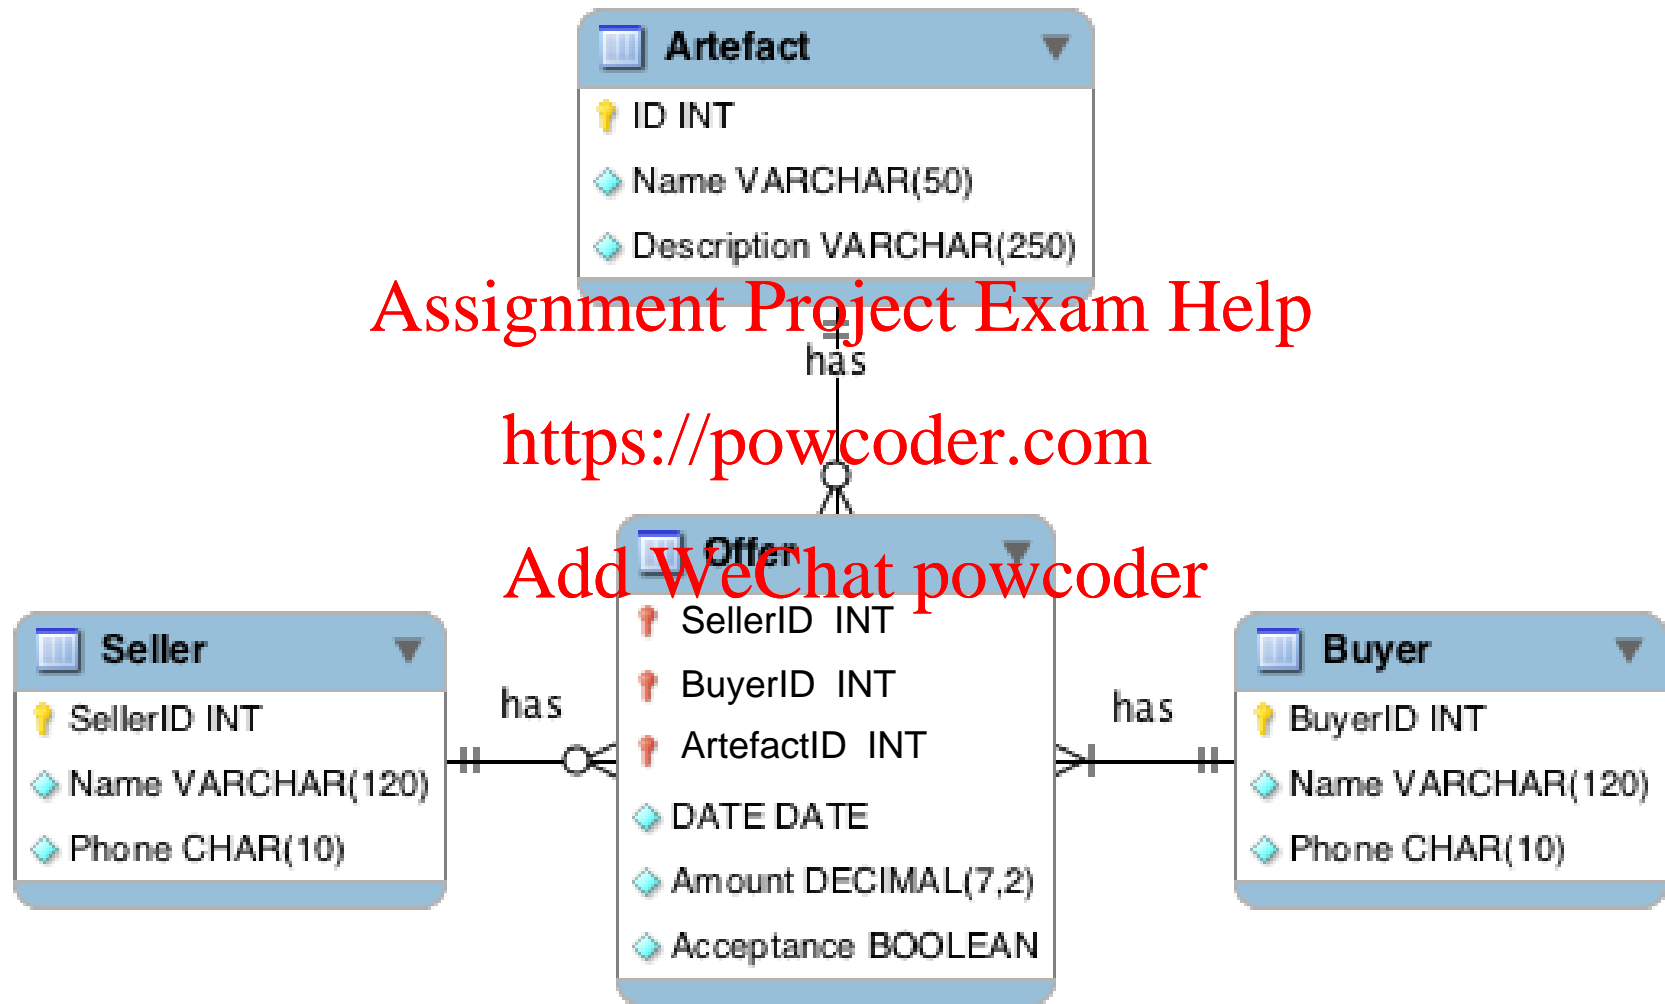 Artefact
ID INT
Name VARCHAR(50)
Description VARCHAR(250)
Assignment Project Exam Help
has
https://powcoder.com
Offer
Add WeChat powcoder
SellerID INT
BuyerID INT
ArtefactID INT
DATE DATE
Amount DECIMAL(7,2)
Acceptance BOOLEAN
Seller
SellerID INT
Name VARCHAR(120)
Phone CHAR(10)
has
has
Buyer
BuyerID INT
Name VARCHAR(120)
Phone CHAR(10)